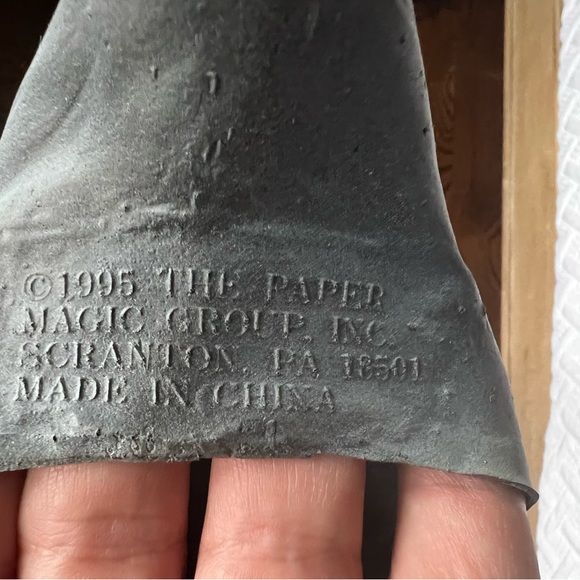 ©1995 THE PAPER
MAGIC GROUP, INC.
SCRANTON, PA 18501
MADE IN CHINA